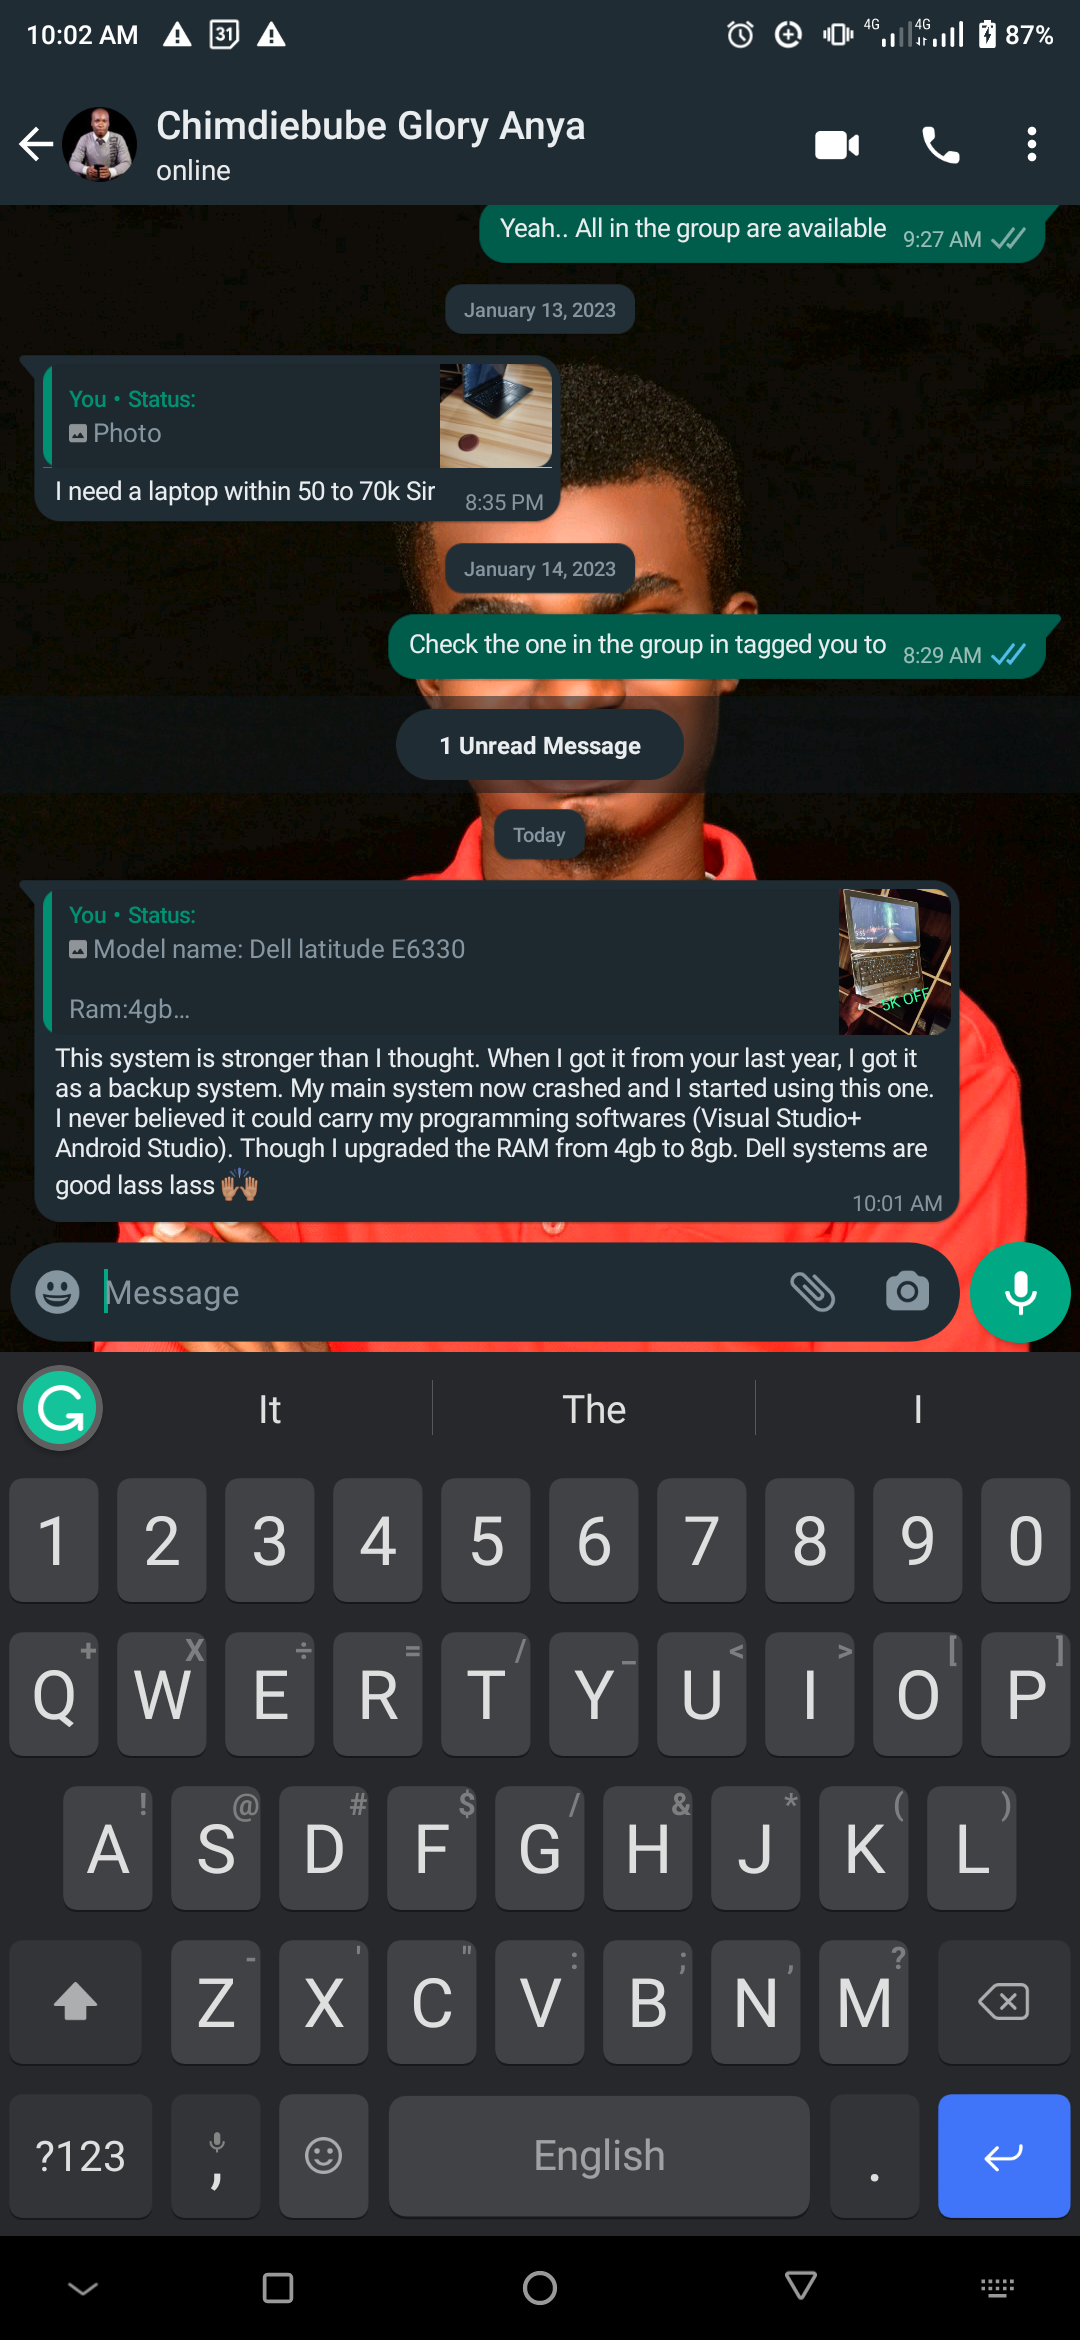 10:02 AM 31 4G 4G 87%
Chimdiebube Glory Anya
online
Yeah.. All in the group are available 9:27 AM
January 13, 2023
You • Status:
Photo
I need a laptop within 50 to 70k Sir 8:35 PM
January 14, 2023
Check the one in the group in tagged you to 8:29 AM
1 Unread Message
Today
You • Status:
Model name: Dell latitude E6330
Ram:4gb...
5K OFF
This system is stronger than I thought. When I got it from your last year, I got it
as a backup system. My main system now crashed and I started using this one.
I never believed it could carry my programming softwares (Visual Studio+
Android Studio). Though I upgraded the RAM from 4gb to 8gb. Dell systems are
good lass lass 🙌🏽
10:01 AM
Message
It The I
1 2 3 4 5 6 7 8 9 0
+ X ÷ = / _ < > [ ]
Q W E R T Y U I O P
! @ # $ / & * ( )
A S D F G H J K L
- ' " : ; , ?
Z X C V B N M
?123 , English .